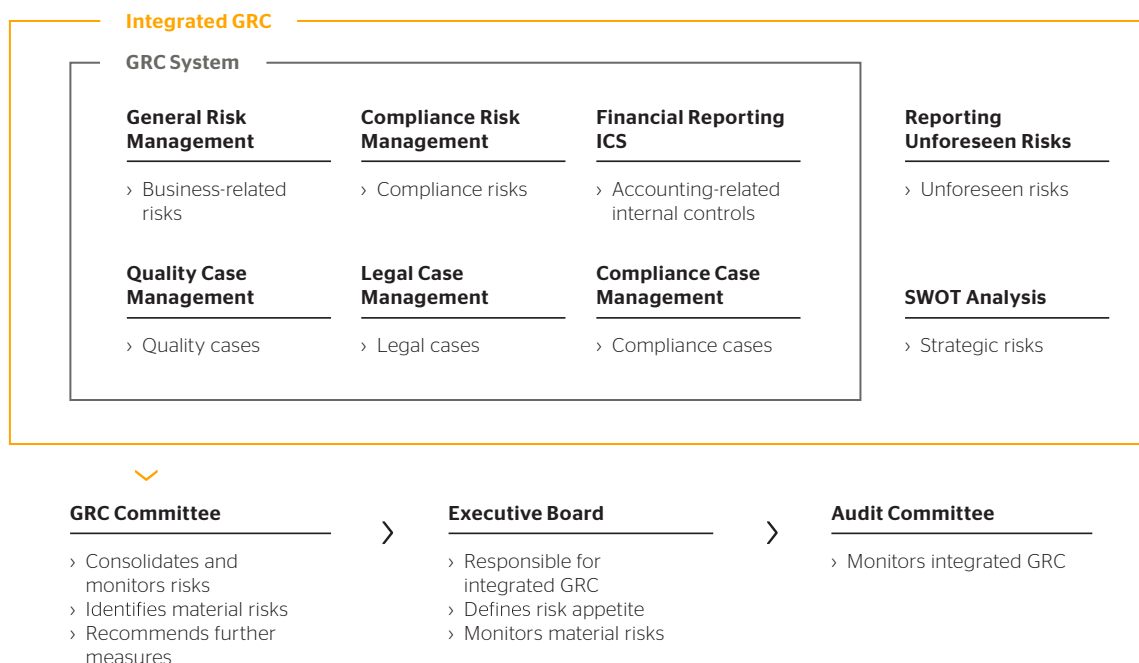 Integrated GRC
GRC System
General Risk
Management
› Business-related
risks
Compliance Risk
Management
› Compliance risks
Financial Reporting
ICS
› Accounting-related
internal controls
Reporting
Unforeseen Risks
› Unforeseen risks
Quality Case
Management
› Quality cases
Legal Case
Management
› Legal cases
Compliance Case
Management
› Compliance cases
SWOT Analysis
› Strategic risks
GRC Committee
› Consolidates and
monitors risks
› Identifies material risks
› Recommends further
measures
Executive Board
› Responsible for
integrated GRC
› Defines risk appetite
› Monitors material risks
Audit Committee
› Monitors integrated GRC